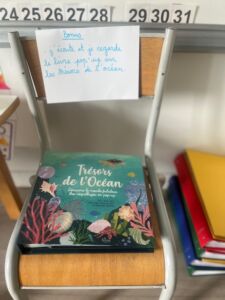 24 25 26 27 28 29 30 31
bonus
- j'écoute et je regarde
le livre pop-up sur
les trésors de l'océan
Trésors
de l'Océan